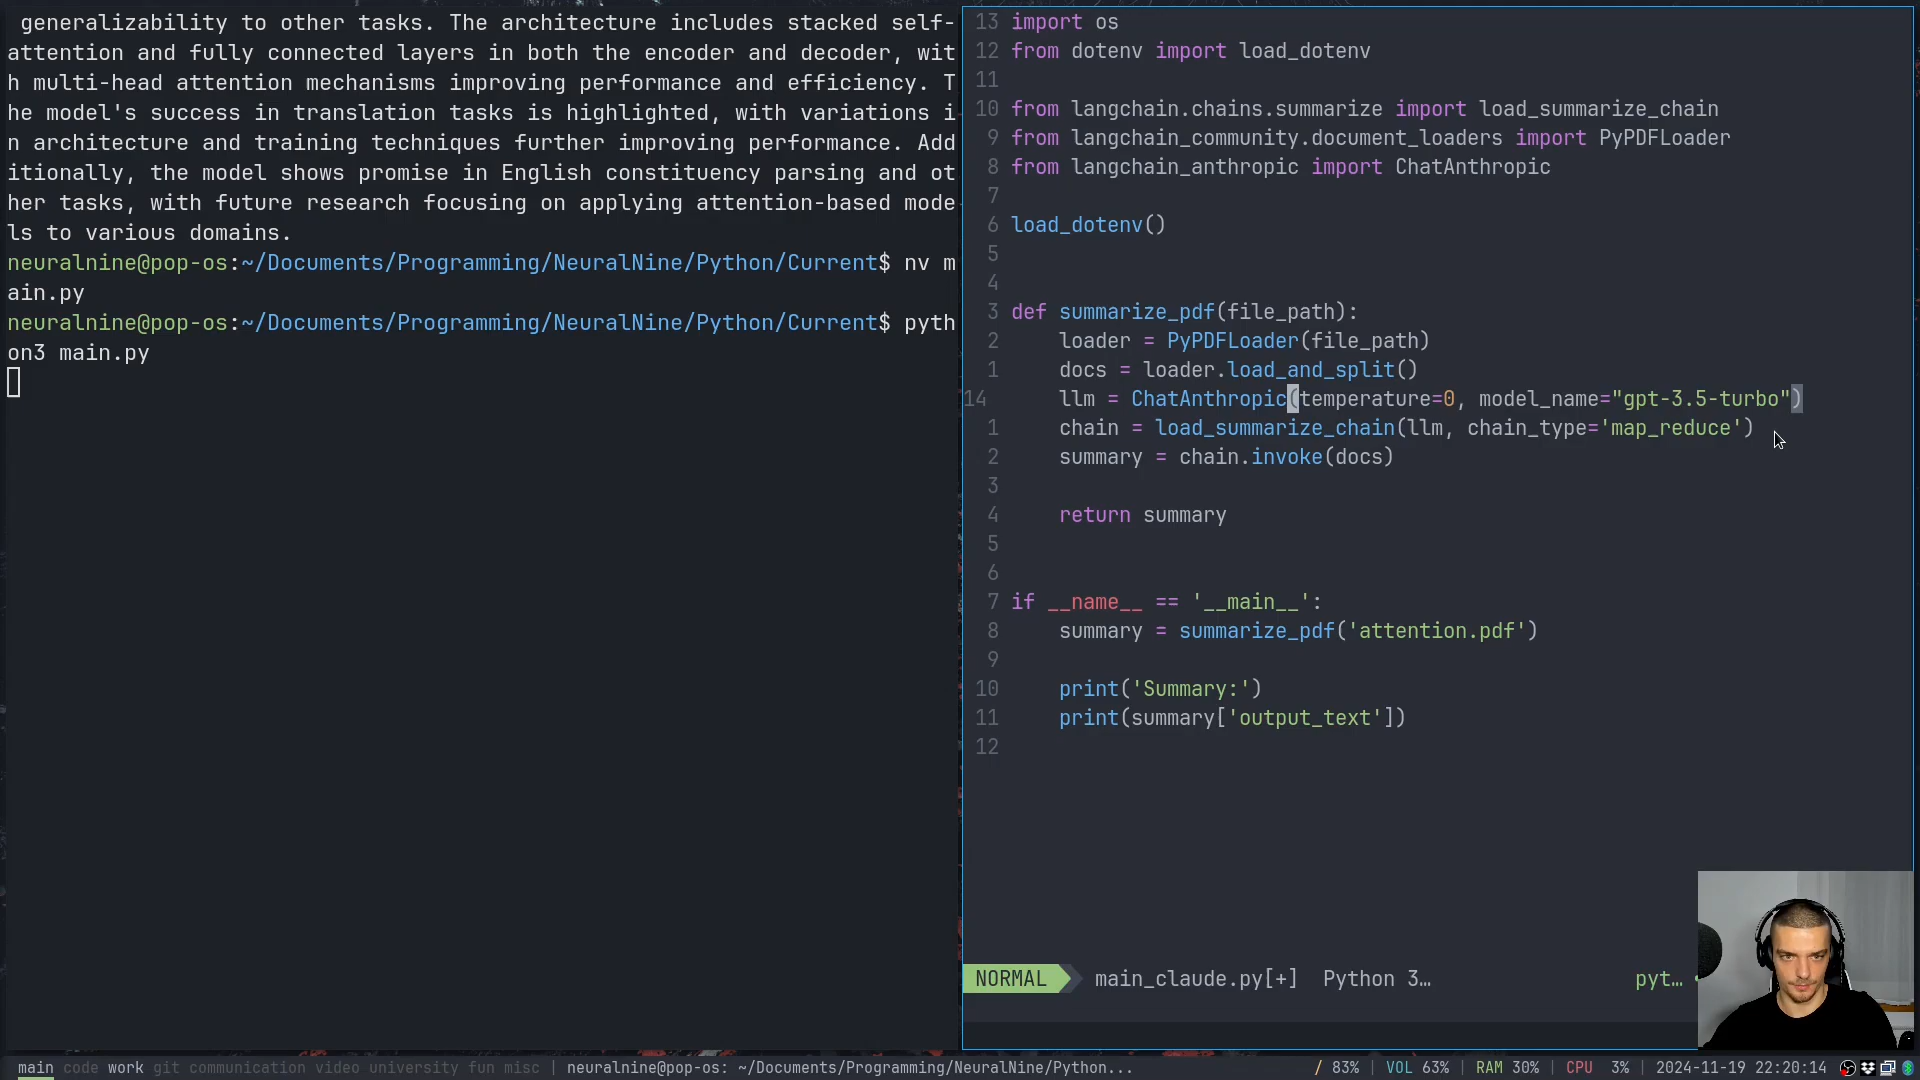 generalizability to other tasks. The architecture includes stacked self-
attention and fully connected layers in both the encoder and decoder, wit
h multi-head attention mechanisms improving performance and efficiency. T
he model's success in translation tasks is highlighted, with variations i
n architecture and training techniques further improving performance. Add
itionally, the model shows promise in English constituency parsing and ot
her tasks, with future research focusing on applying attention-based mode
ls to various domains.
neuralnine@pop-os:~/Documents/Programming/NeuralNine/Python/Current$ nv m
ain.py
neuralnine@pop-os:~/Documents/Programming/NeuralNine/Python/Current$ pyth
on3 main.py
13 import os
12 from dotenv import load_dotenv
11
10 from langchain.chains.summarize import load_summarize_chain
9 from langchain_community.document_loaders import PyPDFLoader
8 from langchain_anthropic import ChatAnthropic
7
6 load_dotenv()
5
4
3 def summarize_pdf(file_path):
2     loader = PyPDFLoader(file_path)
1     docs = loader.load_and_split()
14     llm = ChatAnthropic(temperature=0, model_name="gpt-3.5-turbo")
1     chain = load_summarize_chain(llm, chain_type='map_reduce')
2     summary = chain.invoke(docs)
3
4     return summary
5
6
7 if __name__ == '__main__':
8     summary = summarize_pdf('attention.pdf')
9
10     print('Summary:')
11     print(summary['output_text'])
12
NORMAL main_claude.py[+] Python 3… pyt…
main code work git communication video university fun misc | neuralnine@pop-os: ~/Documents/Programming/NeuralNine/Python... / 83% | VOL 63% | RAM 30% | CPU 3% | 2024-11-19 22:20:14